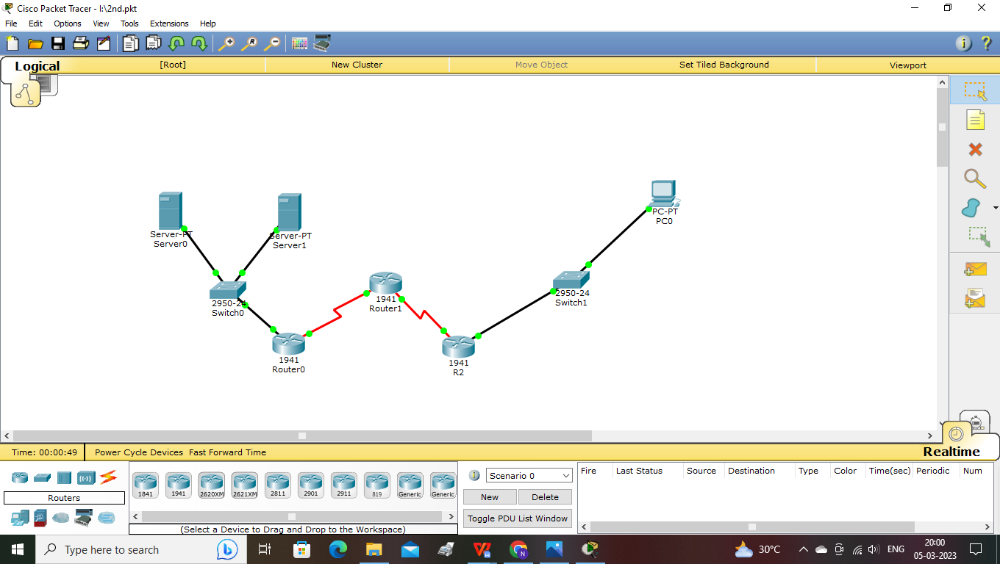 Cisco Packet Tracer - I:\2nd.pkt
File Edit Options View Tools Extensions Help
Logical [Root] New Cluster Move Object Set Tiled Background Viewport
Server-PT
Server0
Server-PT
Server1
PC-PT
PC0
2950-24
Switch0
1941
Router1
2950-24
Switch1
1941
Router0
1941
R2
Time: 00:00:49 Power Cycle Devices Fast Forward Time Realtime
Routers
1841 1941 2620XM 2621XM 2811 2901 2911 819 Generic Generic
(Select a Device to Drag and Drop to the Workspace)
Scenario 0
New Delete
Toggle PDU List Window
Fire Last Status Source Destination Type Color Time(sec) Periodic Num
Type here to search
30°C ENG 20:00
05-03-2023